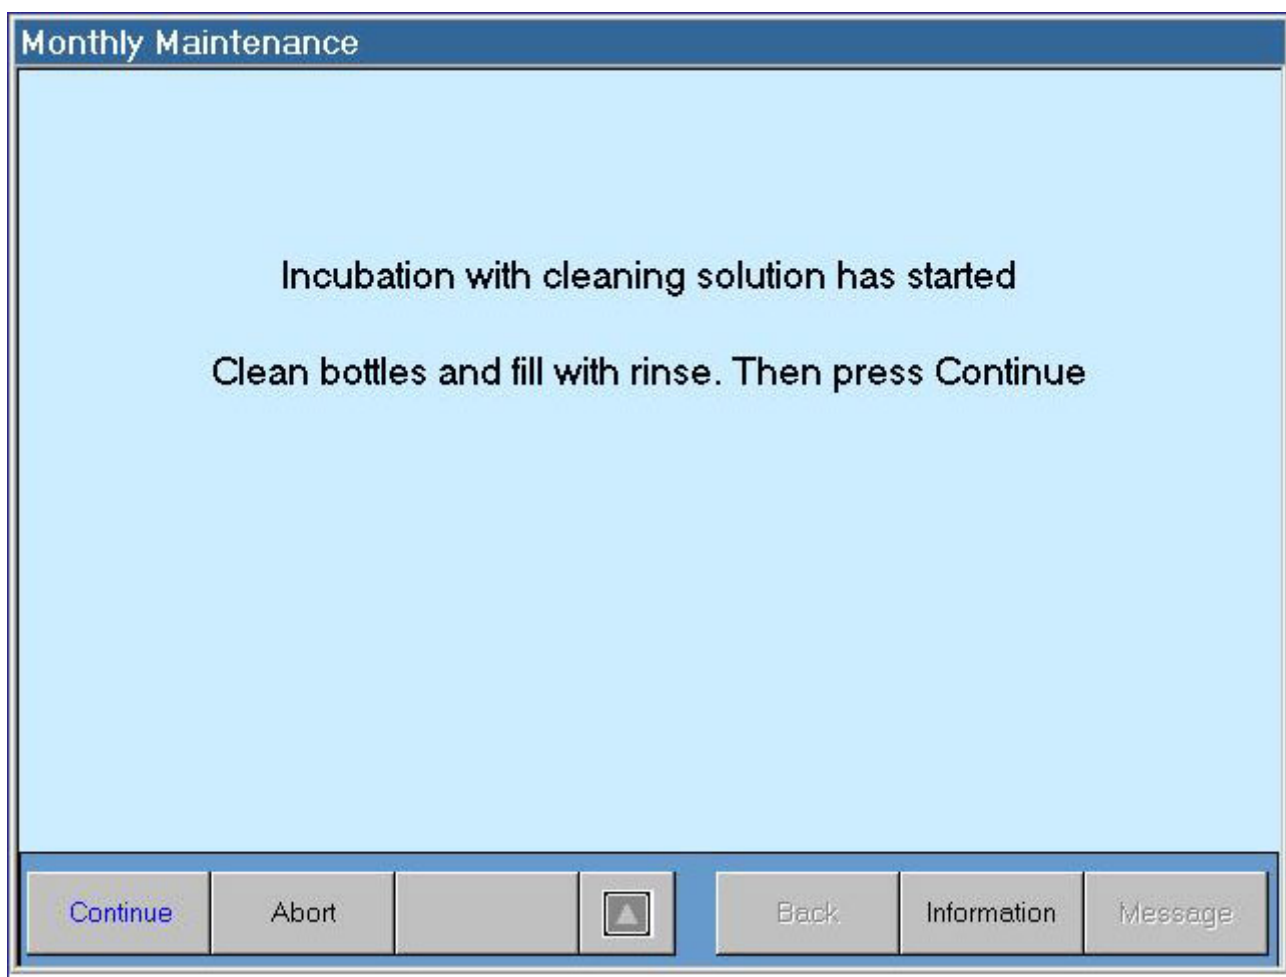 Monthly Maintenance
Incubation with cleaning solution has started
Clean bottles and fill with rinse. Then press Continue
Continue Abort Back Information Message